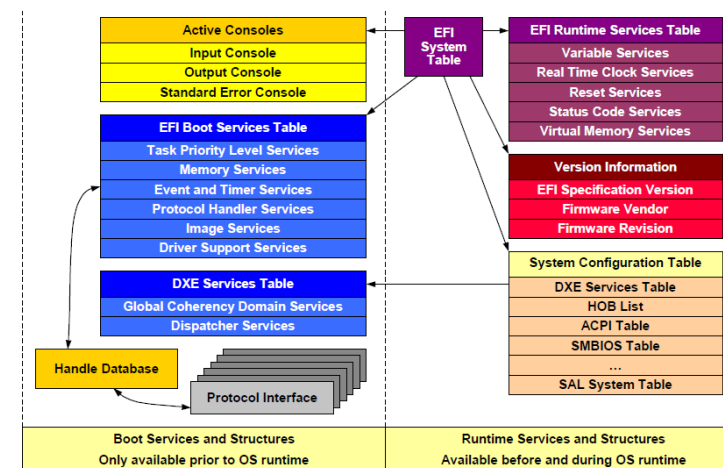 Active Consoles
Input Console
Output Console
Standard Error Console
EFI
System
Table
EFI Runtime Services Table
Variable Services
Real Time Clock Services
Reset Services
Status Code Services
Virtual Memory Services
EFI Boot Services Table
Task Priority Level Services
Memory Services
Event and Timer Services
Protocol Handler Services
Image Services
Driver Support Services
Version Information
EFI Specification Version
Firmware Vendor
Firmware Revision
System Configuration Table
DXE Services Table
HOB List
ACPI Table
SMBIOS Table
...
SAL System Table
DXE Services Table
Global Coherency Domain Services
Dispatcher Services
Handle Database
Protocol Interface
Boot Services and Structures
Only available prior to OS runtime
Runtime Services and Structures
Available before and during OS runtime